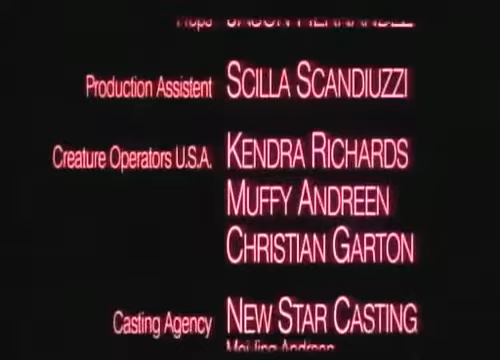 Production Assistent SCILLA SCANDIUZZI
Creature Operators U.S.A. KENDRA RICHARDS
MUFFY ANDREEN
CHRISTIAN GARTON
Casting Agency NEW STAR CASTING